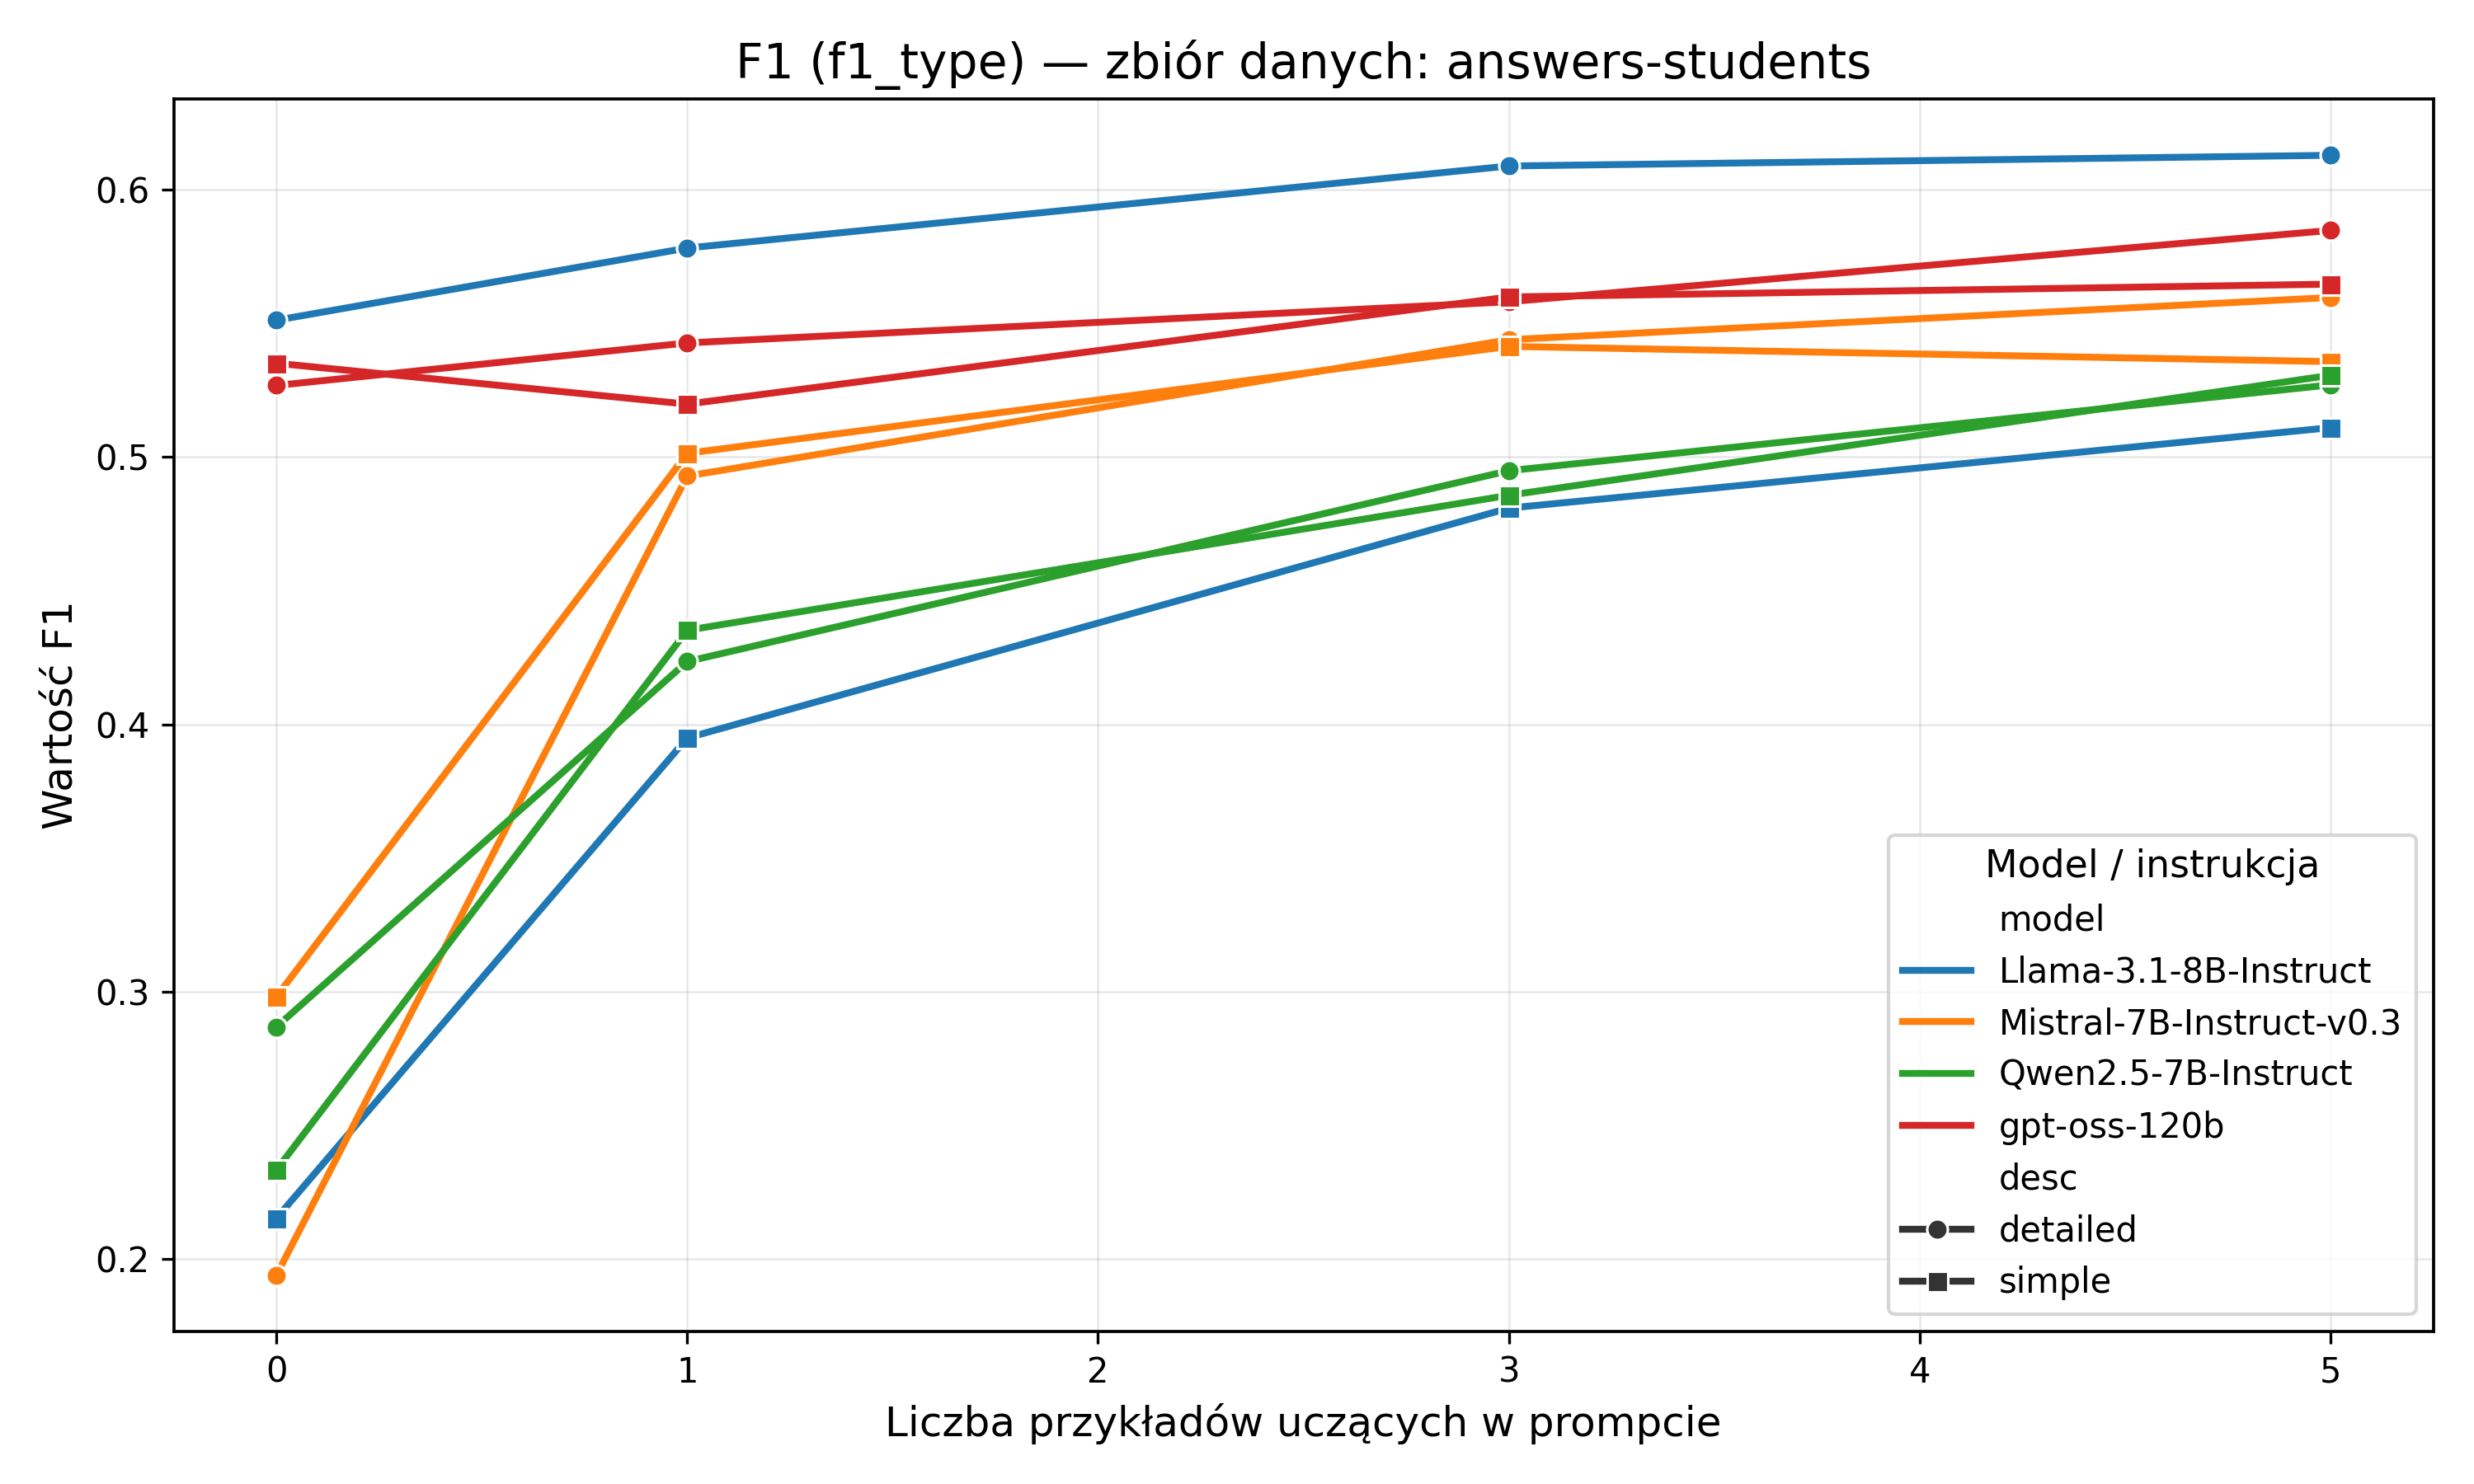 F1 (f1_type) — zbiór danych: answers-students
Wartość F1
0.6
0.5
0.4
0.3
0.2
0
1
2
3
4
5
Liczba przykładów uczących w prompcie
Model / instrukcja
model
Llama-3.1-8B-Instruct
Mistral-7B-Instruct-v0.3
Qwen2.5-7B-Instruct
gpt-oss-120b
desc
detailed
simple